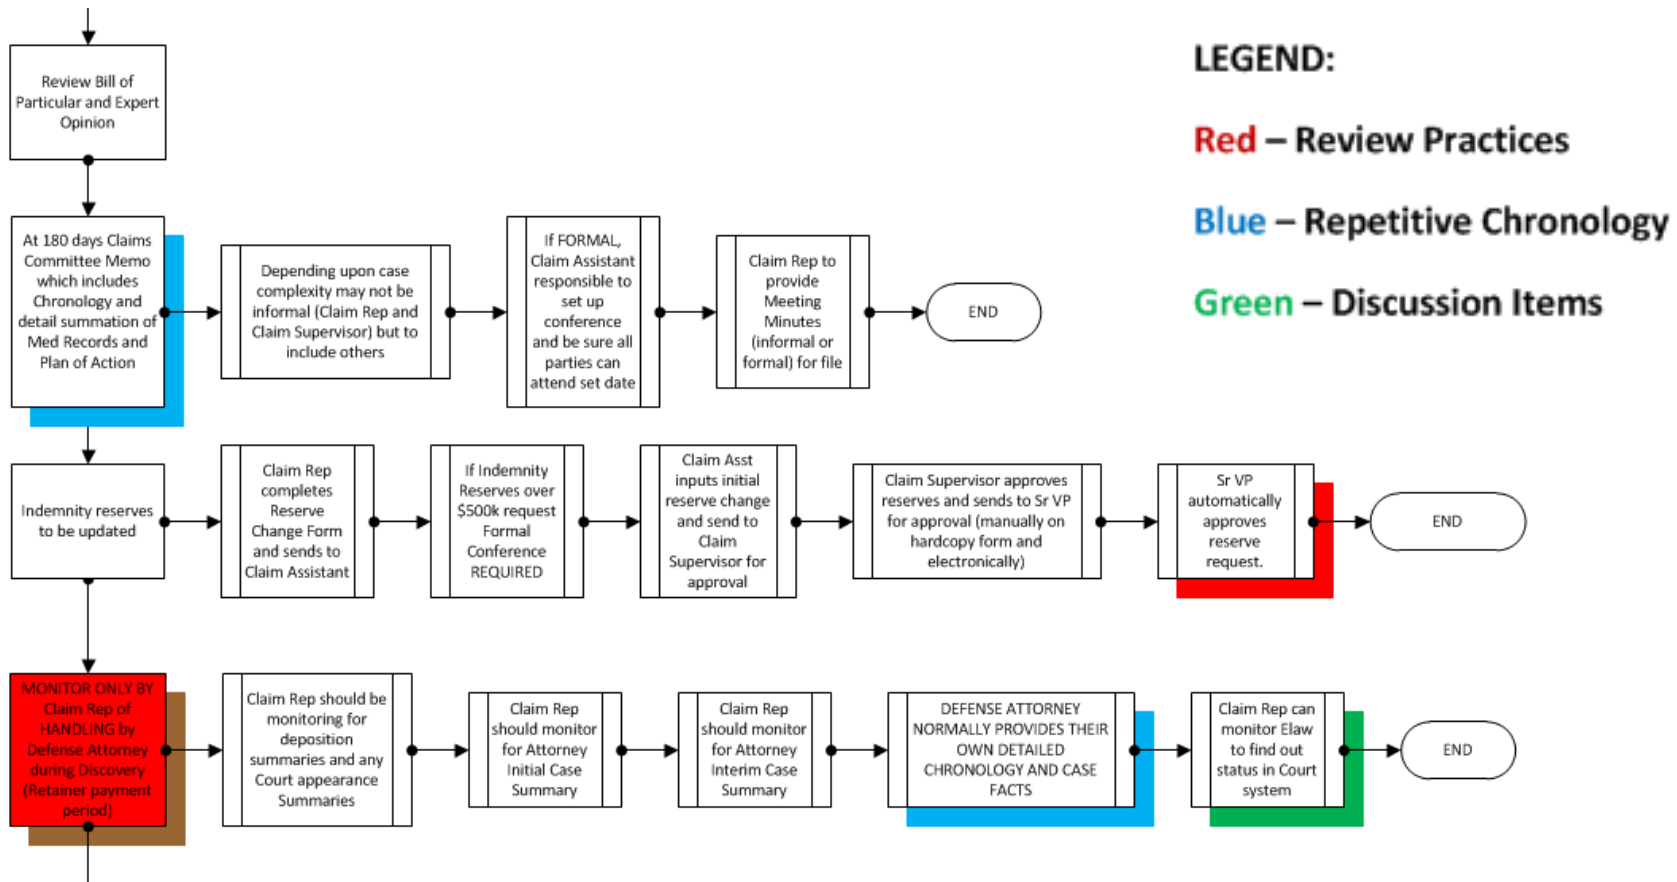 Review Bill of
Particular and Expert
Opinion
LEGEND:
Red – Review Practices
Blue – Repetitive Chronology
Green – Discussion Items
At 180 days Claims
Committee Memo
which includes
Chronology and
detail summation of
Med Records and
Plan of Action
Depending upon case
complexity may not be
informal (Claim Rep and
Claim Supervisor) but to
include others
If FORMAL,
Claim Assistant
responsible to
set up
conference
and be sure all
parties can
attend set date
Claim Rep to
provide
Meeting
Minutes
(informal or
formal) for file
END
Indemnity reserves
to be updated
Claim Rep
completes
Reserve
Change Form
and sends to
Claim Assistant
If Indemnity
Reserves over
$500k request
Formal
Conference
REQUIRED
Claim Asst
inputs initial
reserve change
and send to
Claim
Supervisor for
approval
Claim Supervisor approves
reserves and sends to Sr VP
for approval (manually on
hardcopy form and
electronically)
Sr VP
automatically
approves
reserve
request.
END
MONITOR ONLY BY
Claim Rep of
HANDLING by
Defense Attorney
during Discovery
(Retainer payment
period)
Claim Rep should be
monitoring for
deposition
summaries and any
Court appearance
Summaries
Claim Rep
should monitor
for Attorney
Initial Case
Summary
Claim Rep
should monitor
for Attorney
Interim Case
Summary
DEFENSE ATTORNEY
NORMALLY PROVIDES THEIR
OWN DETAILED
CHRONOLOGY AND CASE
FACTS
Claim Rep can
monitor Elaw
to find out
status in Court
system
END